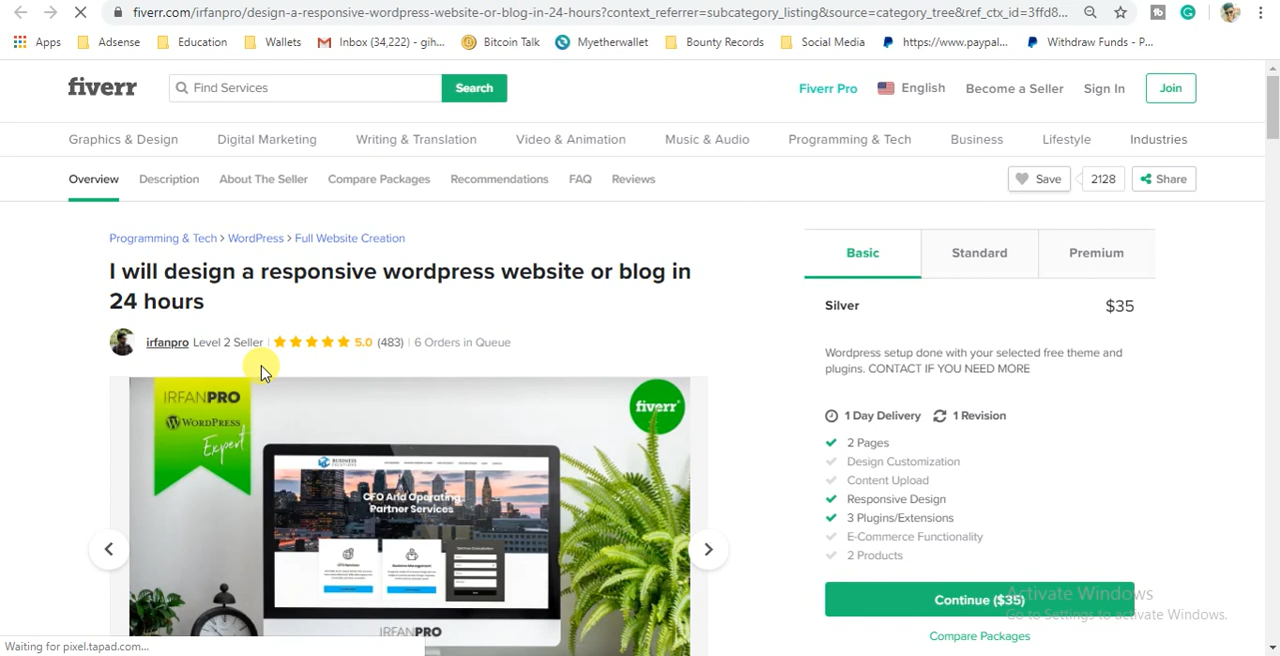 fiverr.com/irfanpro/design-a-responsive-wordpress-website-or-blog-in-24-hours?context_referrer=subcategory_listing&source=category_tree&ref_ctx_id=3ffd8...
Apps Adsense Education Wallets Inbox (34,222) - gih... Bitcoin Talk Myetherwallet Bounty Records Social Media https://www.paypal... Withdraw Funds - P...
fiverr Find Services Search Fiverr Pro English Become a Seller Sign In Join
Graphics & Design Digital Marketing Writing & Translation Video & Animation Music & Audio Programming & Tech Business Lifestyle Industries
Overview Description About The Seller Compare Packages Recommendations FAQ Reviews Save 2128 Share
Programming & Tech > WordPress > Full Website Creation
I will design a responsive wordpress website or blog in
24 hours
irfanpro Level 2 Seller | 5.0 (483) | 6 Orders in Queue
IRFANPRO
WORDPRESS
Expert
fiverr
BUSINESS
CFO And Operating
Partner Services
IRFANPRO
Basic Standard Premium
Silver $35
Wordpress setup done with your selected free theme and
plugins. CONTACT IF YOU NEED MORE
1 Day Delivery 1 Revision
2 Pages
Design Customization
Content Upload
Responsive Design
3 Plugins/Extensions
E-Commerce Functionality
2 Products
Continue ($35)
Activate Windows
Go to Settings to activate Windows.
Compare Packages
Waiting for pixel.tapad.com...